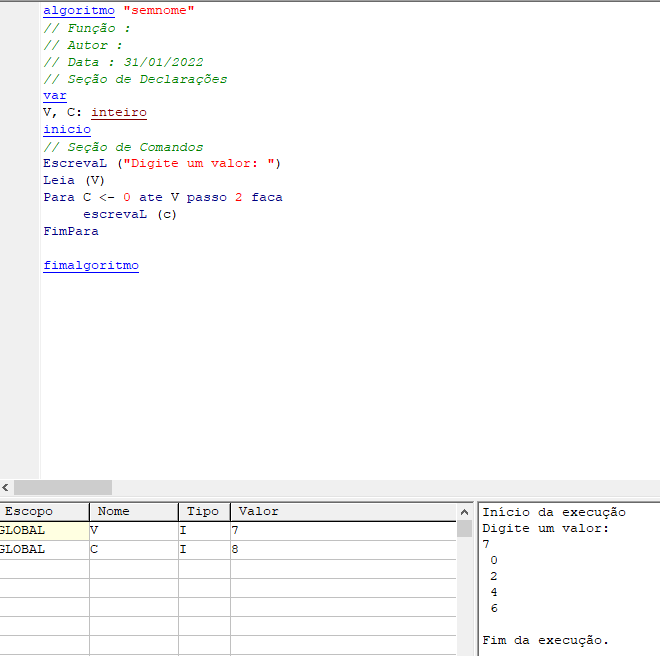 algoritmo "semnome"
// Função :
// Autor :
// Data : 31/01/2022
// Seção de Declarações
var
V, C: inteiro
inicio
// Seção de Comandos
EscrevaL ("Digite um valor: ")
Leia (V)
Para C <- 0 ate V passo 2 faca
escrevaL (c)
FimPara
fimalgoritmo
Escopo Nome Tipo Valor
GLOBAL V I 7
GLOBAL C I 8
Início da execução
Digite um valor:
7
0
2
4
6
Fim da execução.